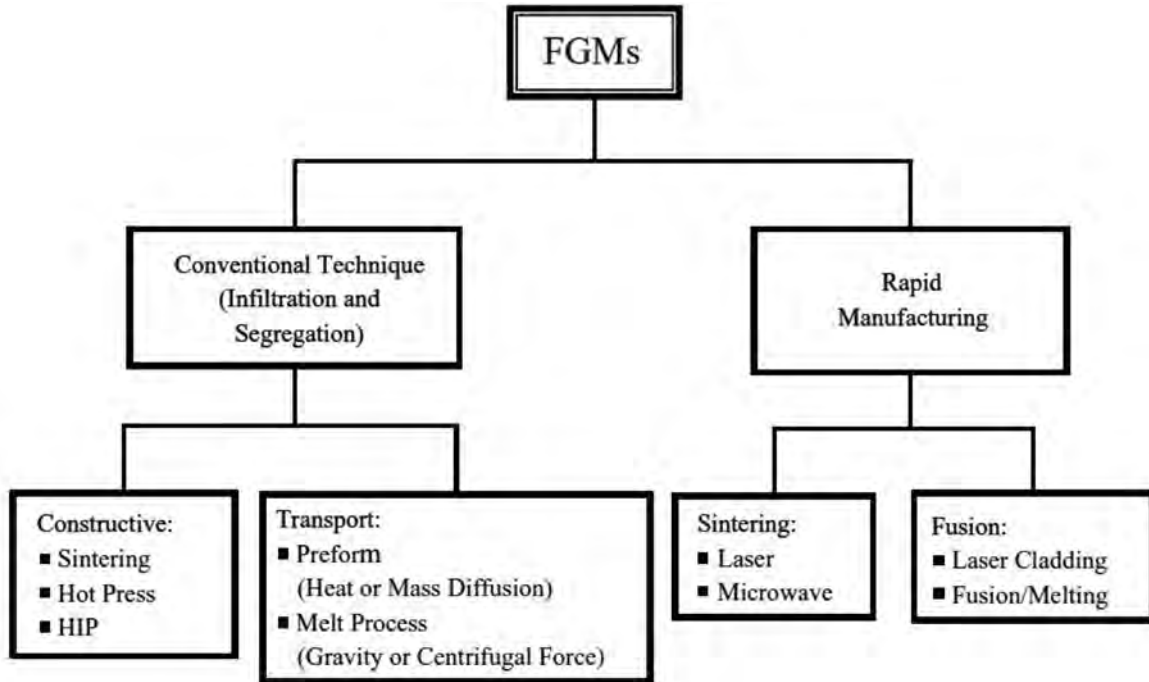 FGMs
Conventional Technique
(Infiltration and
Segregation)
Rapid
Manufacturing
Constructive:
▪ Sintering
▪ Hot Press
▪ HIP
Transport:
▪ Preform
(Heat or Mass Diffusion)
▪ Melt Process
(Gravity or Centrifugal Force)
Sintering:
▪ Laser
▪ Microwave
Fusion:
▪ Laser Cladding
▪ Fusion/Melting